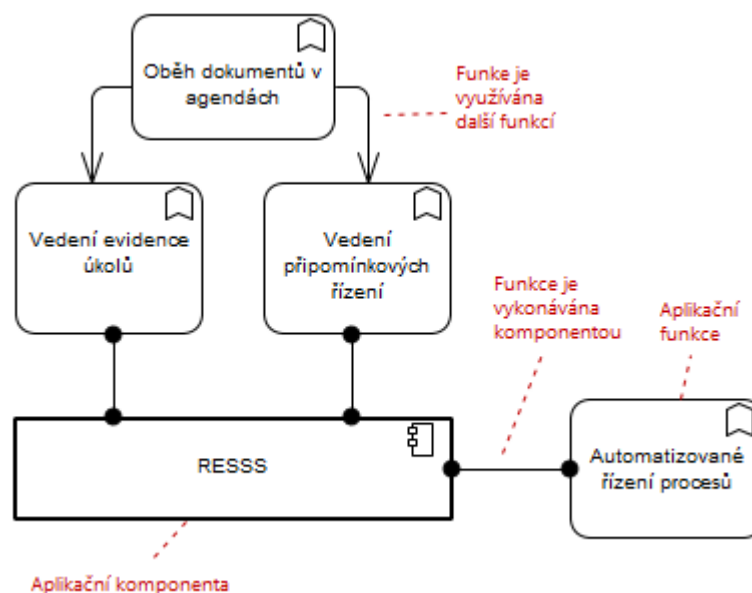 Oběh dokumentů v
agendách
Funke je
využívána
další funkcí
Vedení evidence
úkolů
Vedení
připomínkových
řízení
Funkce je
vykonávána
komponentou
Aplikační
funkce
RESSS
Automatizované
řízení procesů
Aplikační komponenta